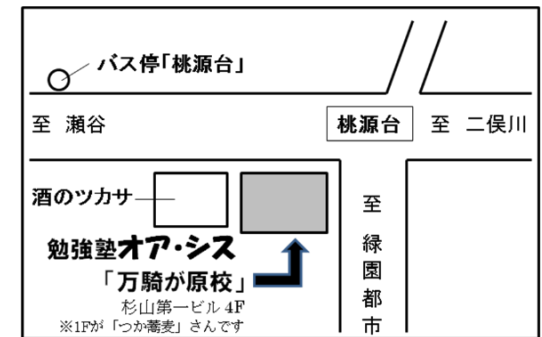 バス停「桃源台」
至 瀬谷
桃源台
至 二俣川
酒のツカサ
至 緑園都市
勉強塾オア・シス
「万騎が原校」
杉山第一ビル 4F
※1Fが「つか蕎麦」さんです